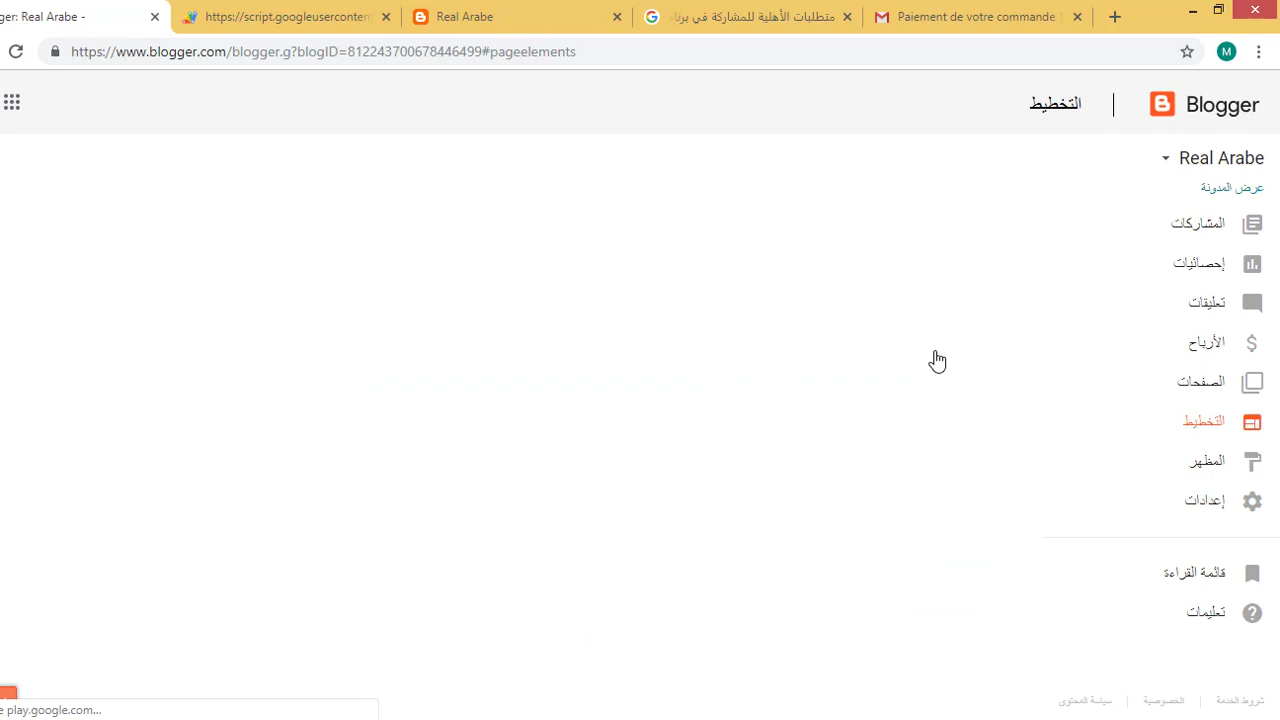 ger: Real Arabe -
https://script.googleusercontent
Real Arabe
متطلبات الأهلية للمشاركة في برنا
Paiement de votre commande
https://www.blogger.com/blogger.g?blogID=812243700678446499#pageelements
M
Blogger
التخطيط
Real Arabe
عرض المدونة
المشاركات
إحصائيات
تعليقات
الأرباح
الصفحات
التخطيط
المظهر
إعدادات
قائمة القراءة
تعليمات
شروط الخدمة
الخصوصية
سياسة المحتوى
e play.google.com...